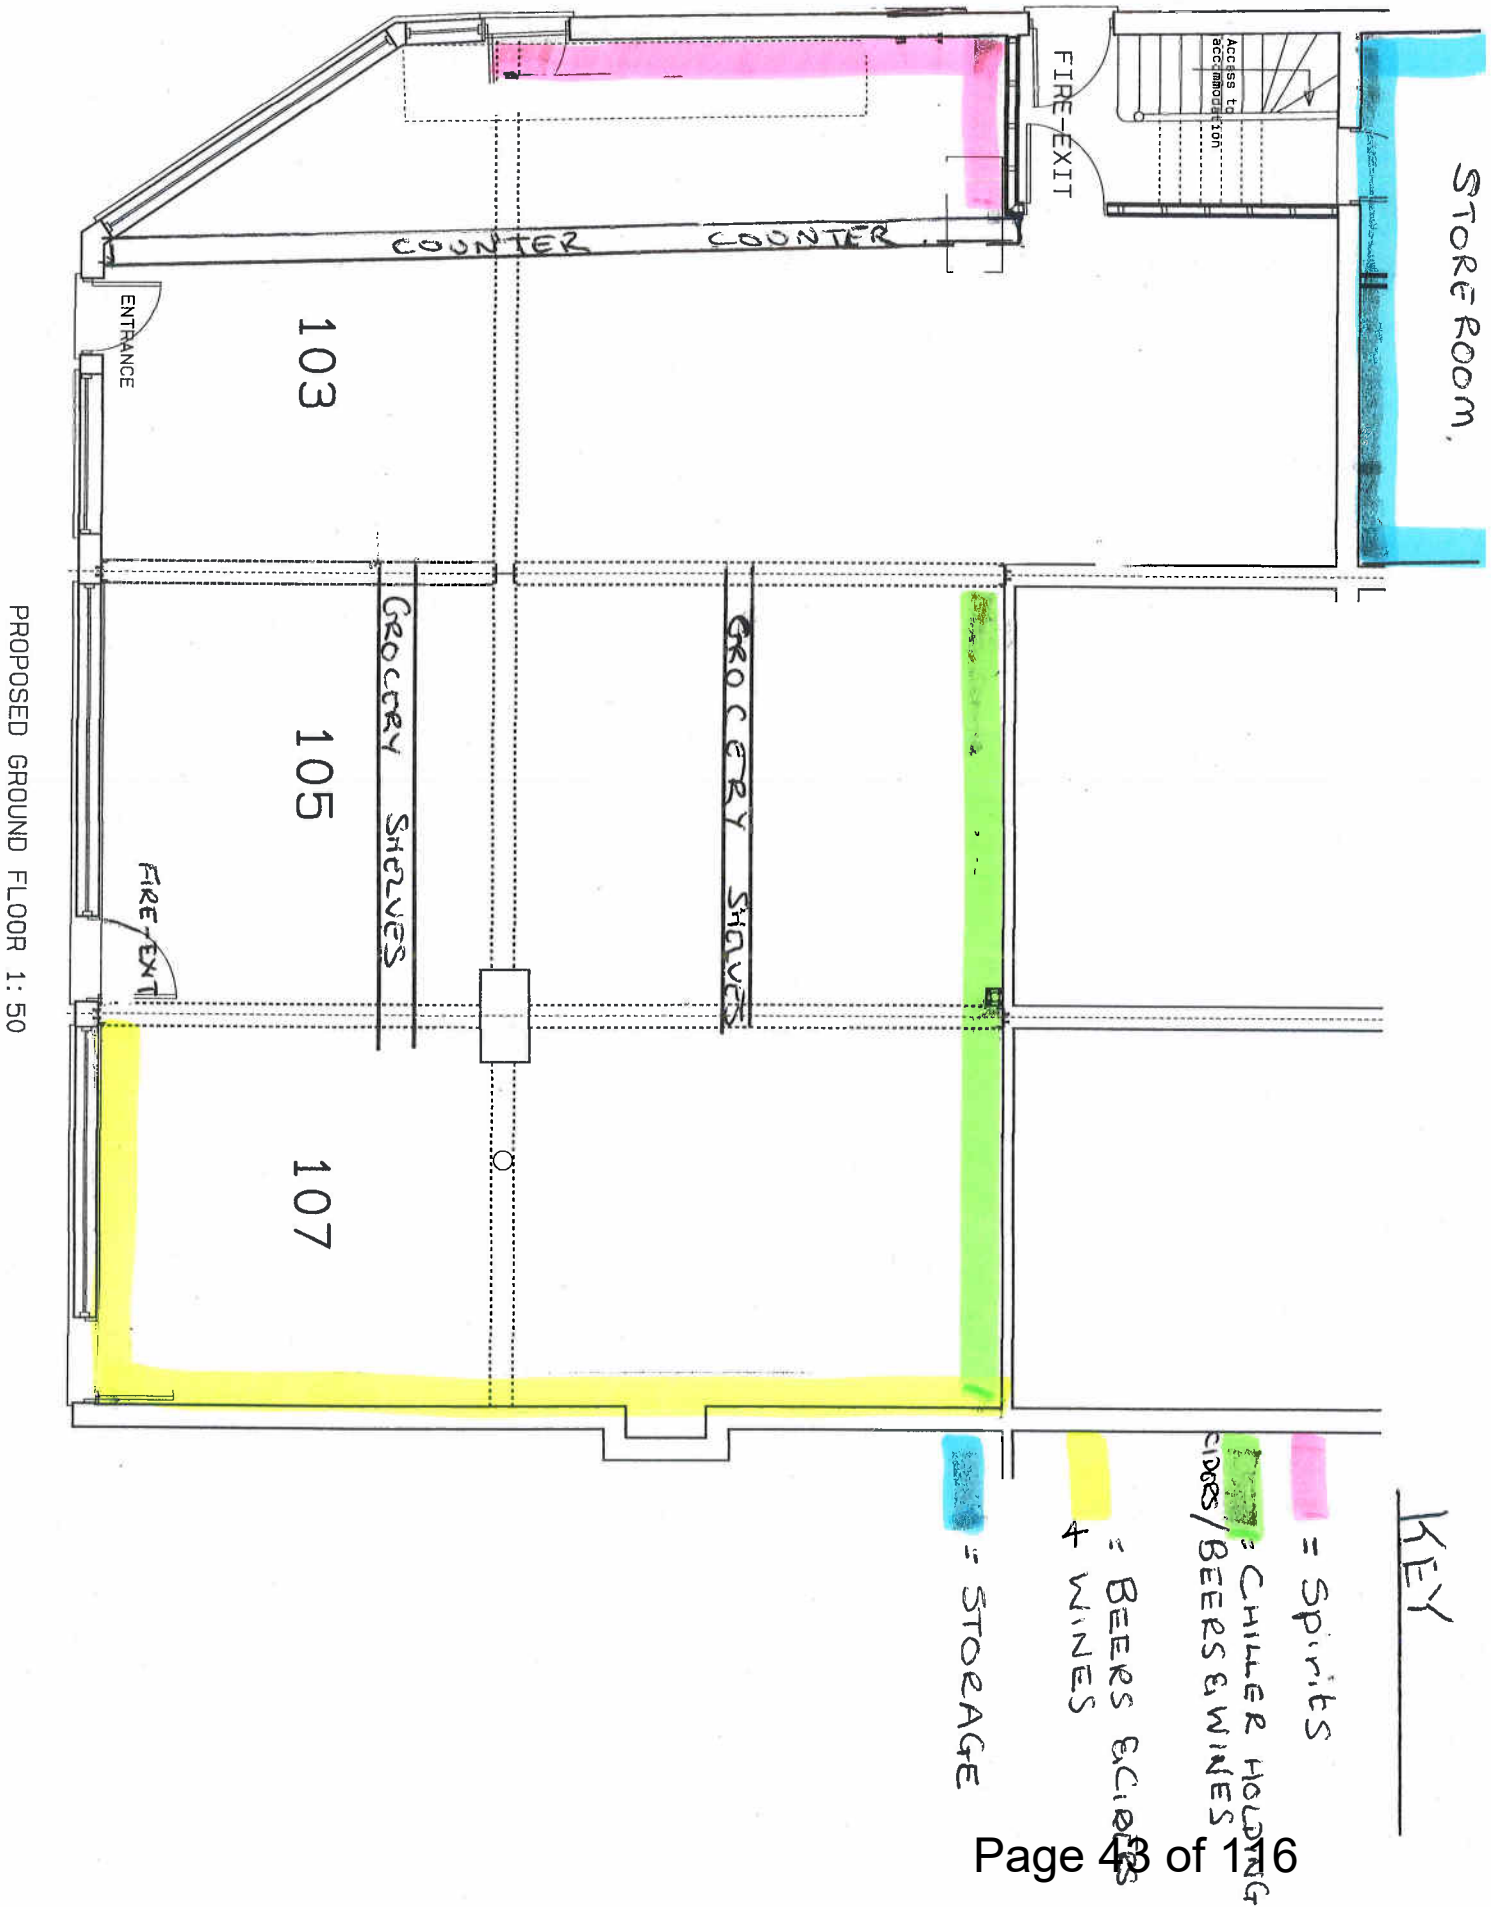 STORE ROOM.
Access to
accommodation
FIRE-EXIT
COUNTER COUNTER
ENTRANCE
103
GROCERY SHELVES
GROCERY SHELVES
105
FIRE-EXIT
107
PROPOSED GROUND FLOOR 1:50
KEY
= Spirits
= CHILLER HOLDING
CIDERS/BEERS & WINES
= BEERS & CIDERS
& WINES
= STORAGE
Page 43 of 116